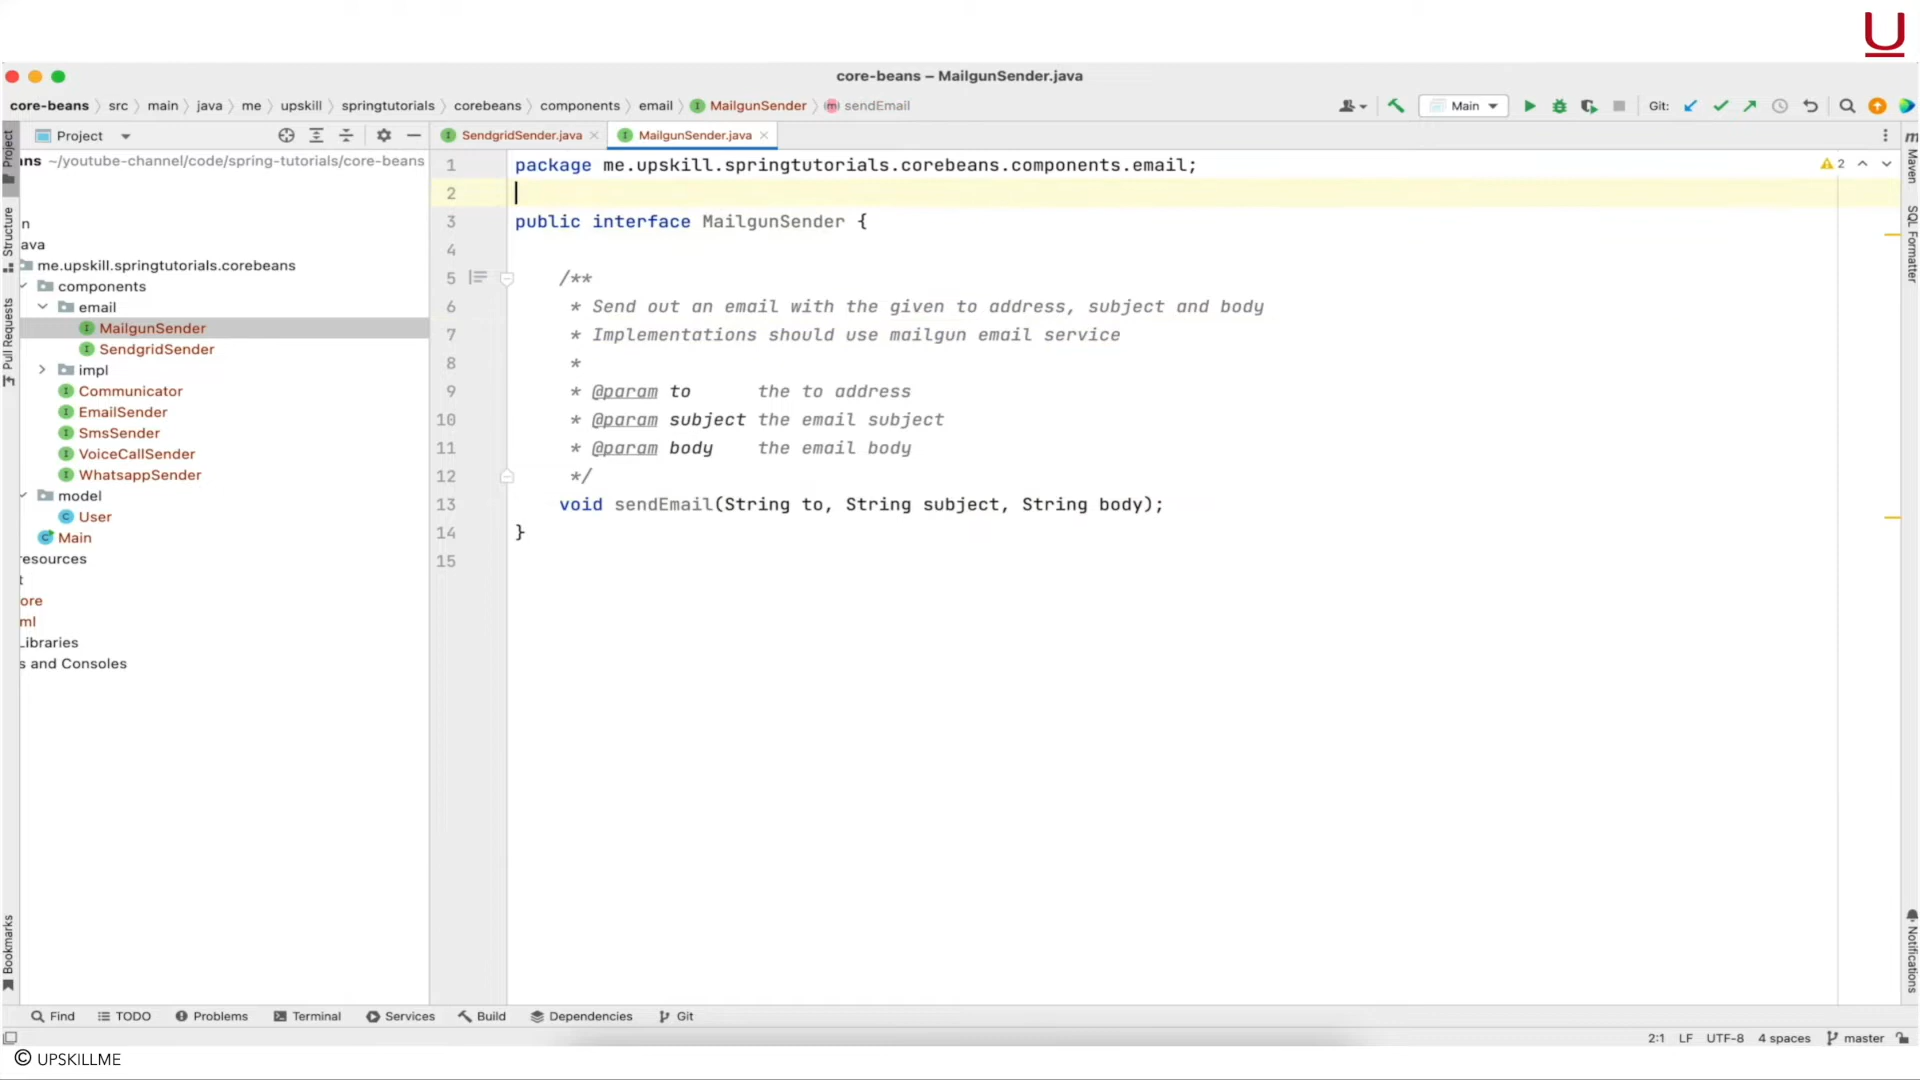 U
core-beans – MailgunSender.java
core-beans src main java me upskill springtutorials corebeans components email MailgunSender sendEmail
Main Git:
Project
SendgridSender.java MailgunSender.java
ns ~/youtube-channel/code/spring-tutorials/core-beans
n
ava
me.upskill.springtutorials.corebeans
components
email
MailgunSender
SendgridSender
impl
Communicator
EmailSender
SmsSender
VoiceCallSender
WhatsappSender
model
User
Main
resources
t
ore
ml
Libraries
s and Consoles
1 package me.upskill.springtutorials.corebeans.components.email;
2
3 public interface MailgunSender {
4
5 /**
6 * Send out an email with the given to address, subject and body
7 * Implementations should use mailgun email service
8 *
9 * @param to the to address
10 * @param subject the email subject
11 * @param body the email body
12 */
13 void sendEmail(String to, String subject, String body);
14 }
15
2
Project
Structure
Pull Requests
Bookmarks
m
Maven
SQL Formatter
Notifications
Find TODO Problems Terminal Services Build Dependencies Git
2:1 LF UTF-8 4 spaces master
© UPSKILLME